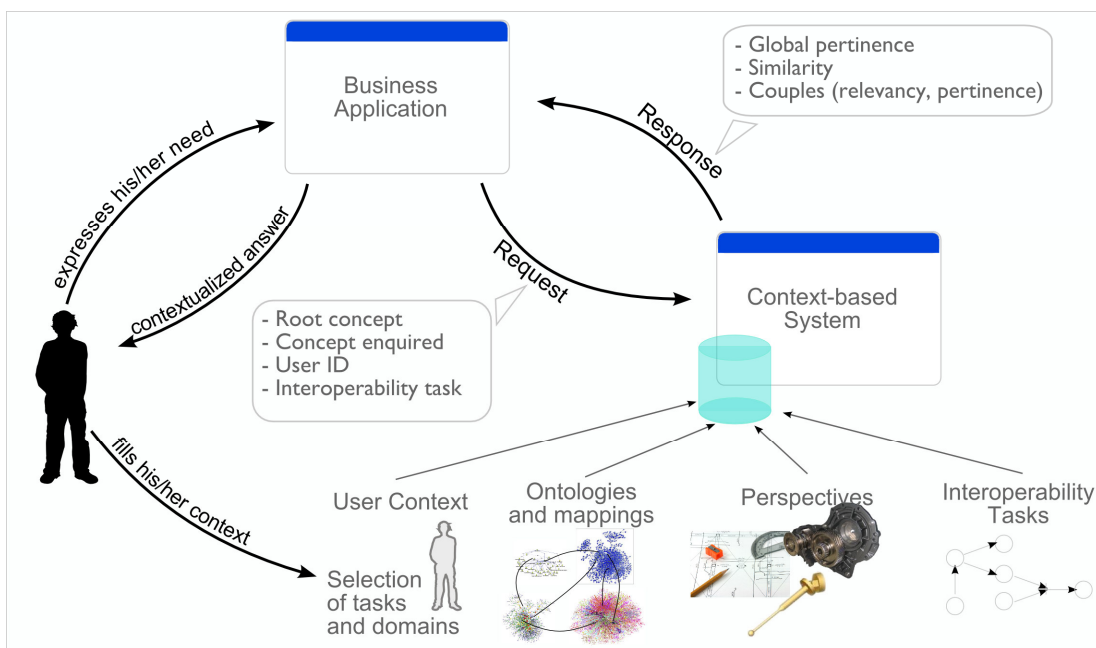 Business
Application
- Global pertinence
- Similarity
- Couples (relevancy, pertinence)
Response
expresses his/her need
contextualized answer
Request
- Root concept
- Concept enquired
- User ID
- Interoperability task
Context-based
System
fills his/her context
User Context
Selection
of tasks
and domains
Ontologies
and mappings
Perspectives
Interoperability
Tasks